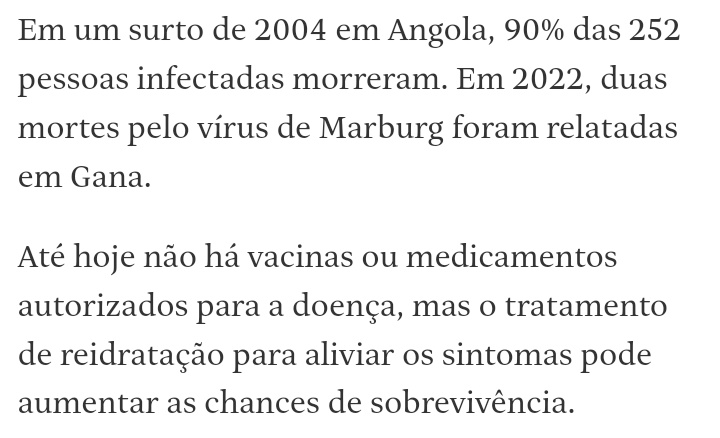 Em um surto de 2004 em Angola, 90% das 252
pessoas infectadas morreram. Em 2022, duas
mortes pelo vírus de Marburg foram relatadas
em Gana.
Até hoje não há vacinas ou medicamentos
autorizados para a doença, mas o tratamento
de reidratação para aliviar os sintomas pode
aumentar as chances de sobrevivência.